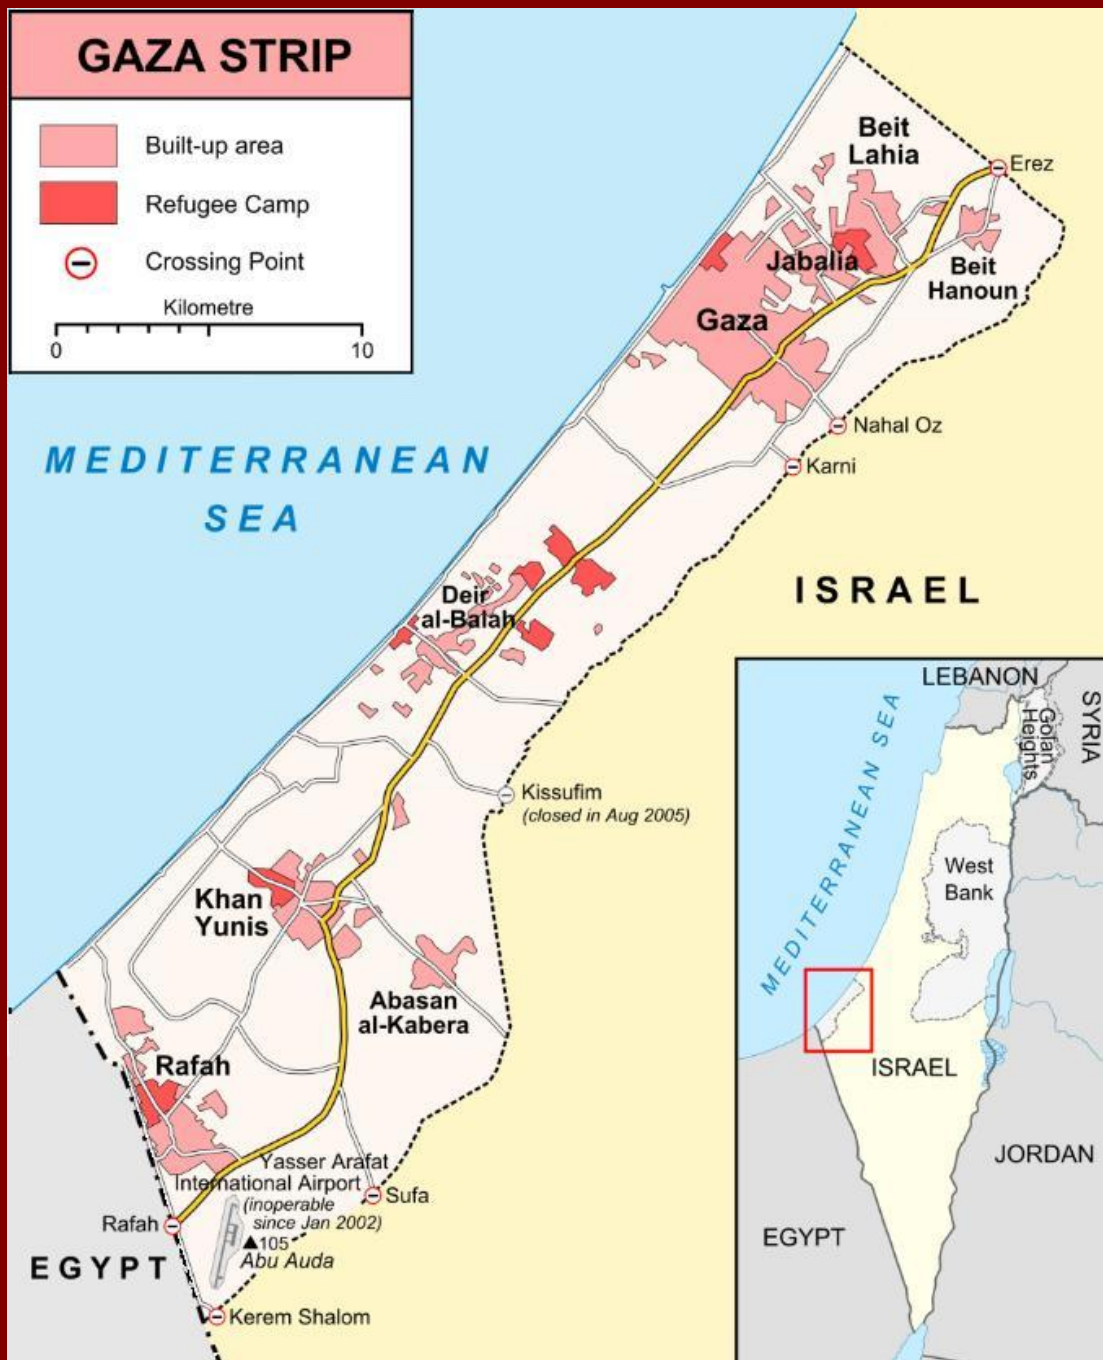 GAZA STRIP
Built-up area
Refugee Camp
Crossing Point
Kilometre
0 10
MEDITERRANEAN
SEA
Beit
Lahia
Erez
Jabalia
Beit
Hanoun
Gaza
Nahal Oz
Karni
ISRAEL
Deir
al-Balah
Kissufim
(closed in Aug 2005)
Khan
Yunis
Abasan
al-Kabera
Rafah
Yasser Arafat
International Airport
(inoperable
since Jan 2002)
Sufa
Rafah
105
Abu Auda
EGYPT
Kerem Shalom
LEBANON
SYRIA
Golan
Heights
MEDITERRANEAN SEA
West
Bank
ISRAEL
JORDAN
EGYPT